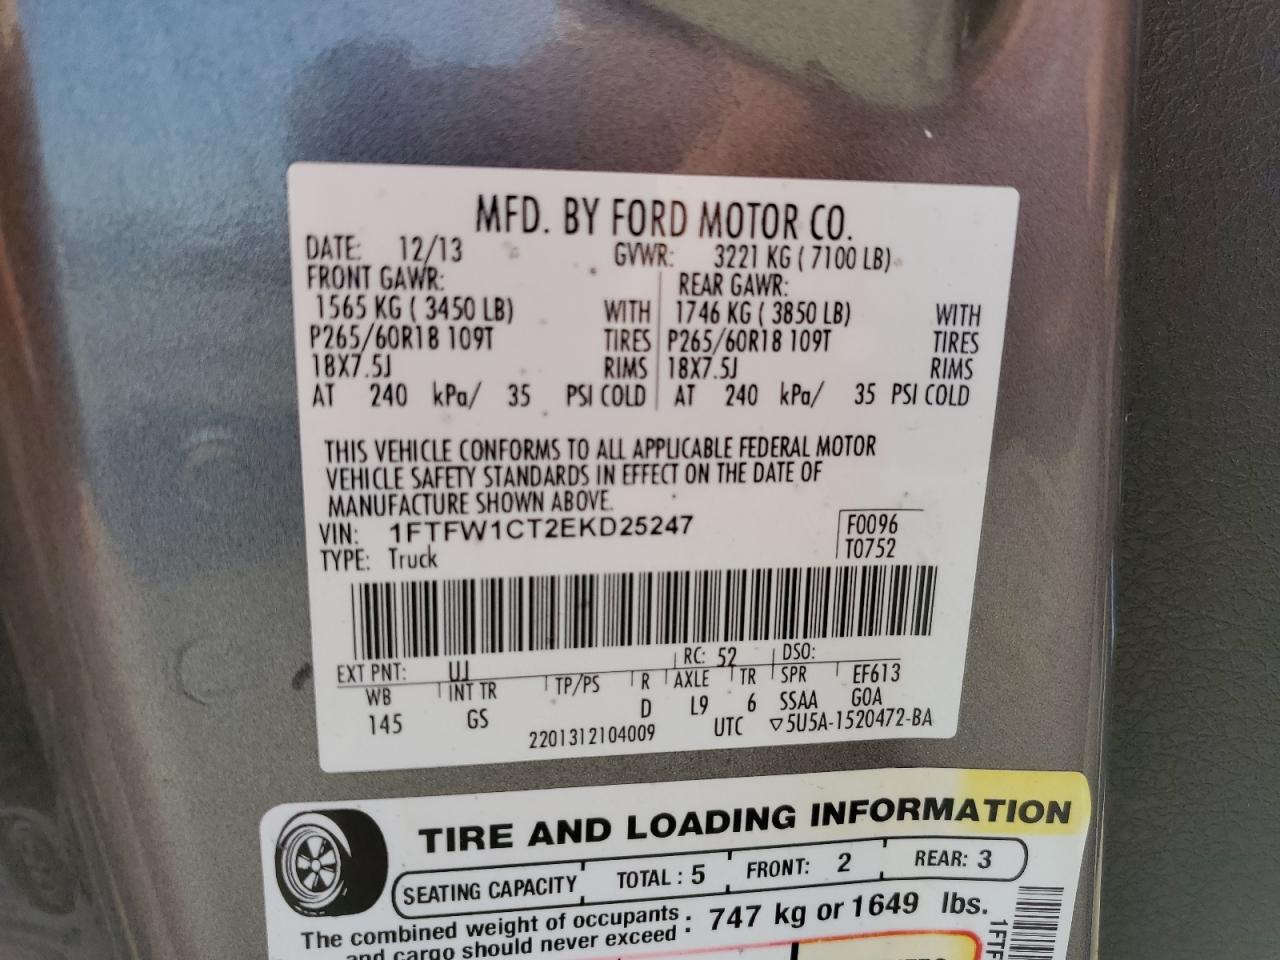 MFD. BY FORD MOTOR CO.
DATE: 12/13 GVWR: 3221 KG ( 7100 LB)
FRONT GAWR: REAR GAWR:
1565 KG ( 3450 LB) WITH 1746 KG ( 3850 LB) WITH
P265/60R18 109T TIRES P265/60R18 109T TIRES
18X7.5J RIMS 18X7.5J RIMS
AT 240 kPa/ 35 PSI COLD AT 240 kPa/ 35 PSI COLD
THIS VEHICLE CONFORMS TO ALL APPLICABLE FEDERAL MOTOR
VEHICLE SAFETY STANDARDS IN EFFECT ON THE DATE OF
MANUFACTURE SHOWN ABOVE.
VIN: 1FTFW1CT2EKD25247 F0096
TYPE: Truck T0752
EXT PNT: UJ RC: 52 DSO:
WB INT TR TP/PS R AXLE TR SPR EF613
145 GS D L9 6 SSAA GOA
2201312104009 UTC ▽5U5A-1520472-BA
TIRE AND LOADING INFORMATION
SEATING CAPACITY TOTAL : 5 FRONT: 2 REAR: 3
The combined weight of occupants : 747 kg or 1649 lbs.
and cargo should never exceed :
1FTF